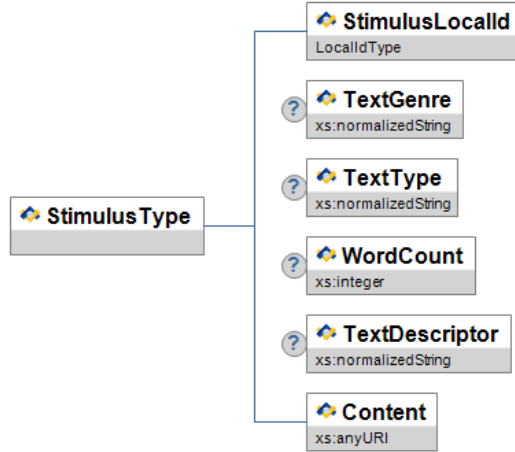 StimulusLocalId
LocalIdType
?
TextGenre
xs:normalizedString
?
TextType
xs:normalizedString
StimulusType
?
WordCount
xs:integer
?
TextDescriptor
xs:normalizedString
Content
xs:anyURI